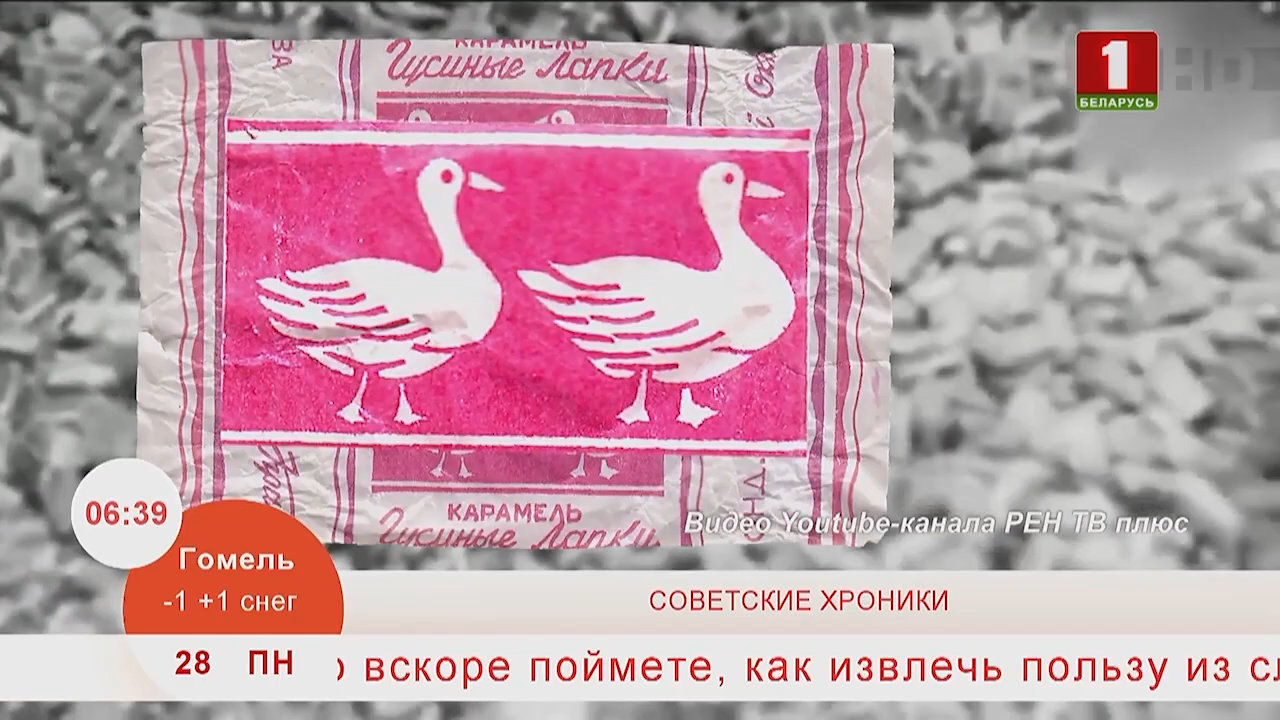 КАРАМЕЛЬ
Гусиные Лапки
1
БЕЛАРУСЬ
КАРАМЕЛЬ
Гусиные Лапки
Видео Youtube-канала РЕН ТВ плюс
06:39
Гомель
-1 +1 снег
СОВЕТСКИЕ ХРОНИКИ
28 ПН
вскоре поймете, как извлечь пользу из